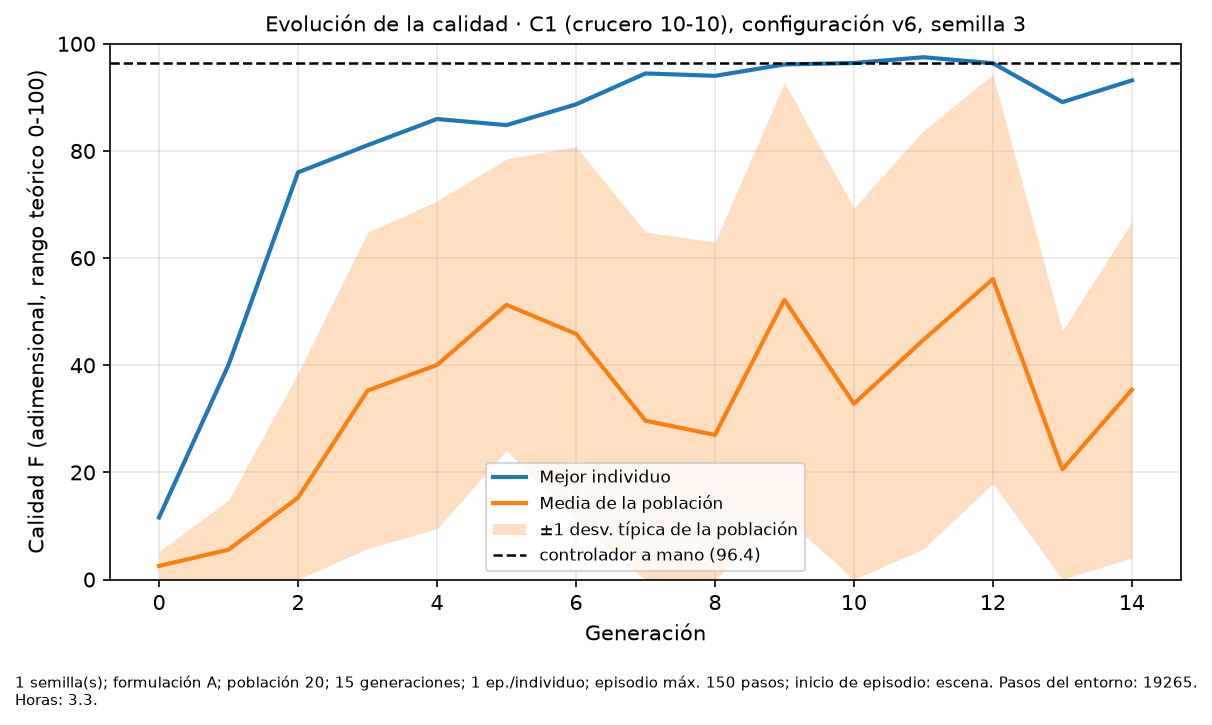 Evolución de la calidad · C1 (crucero 10-10), configuración v6, semilla 3
Calidad F (adimensional, rango teórico 0-100)
100
80
60
40
20
0
0 2 4 6 8 10 12 14
Generación
Mejor individuo
Media de la población
±1 desv. típica de la población
controlador a mano (96.4)
1 semilla(s); formulación A; población 20; 15 generaciones; 1 ep./individuo; episodio máx. 150 pasos; inicio de episodio: escena. Pasos del entorno: 19265.
Horas: 3.3.